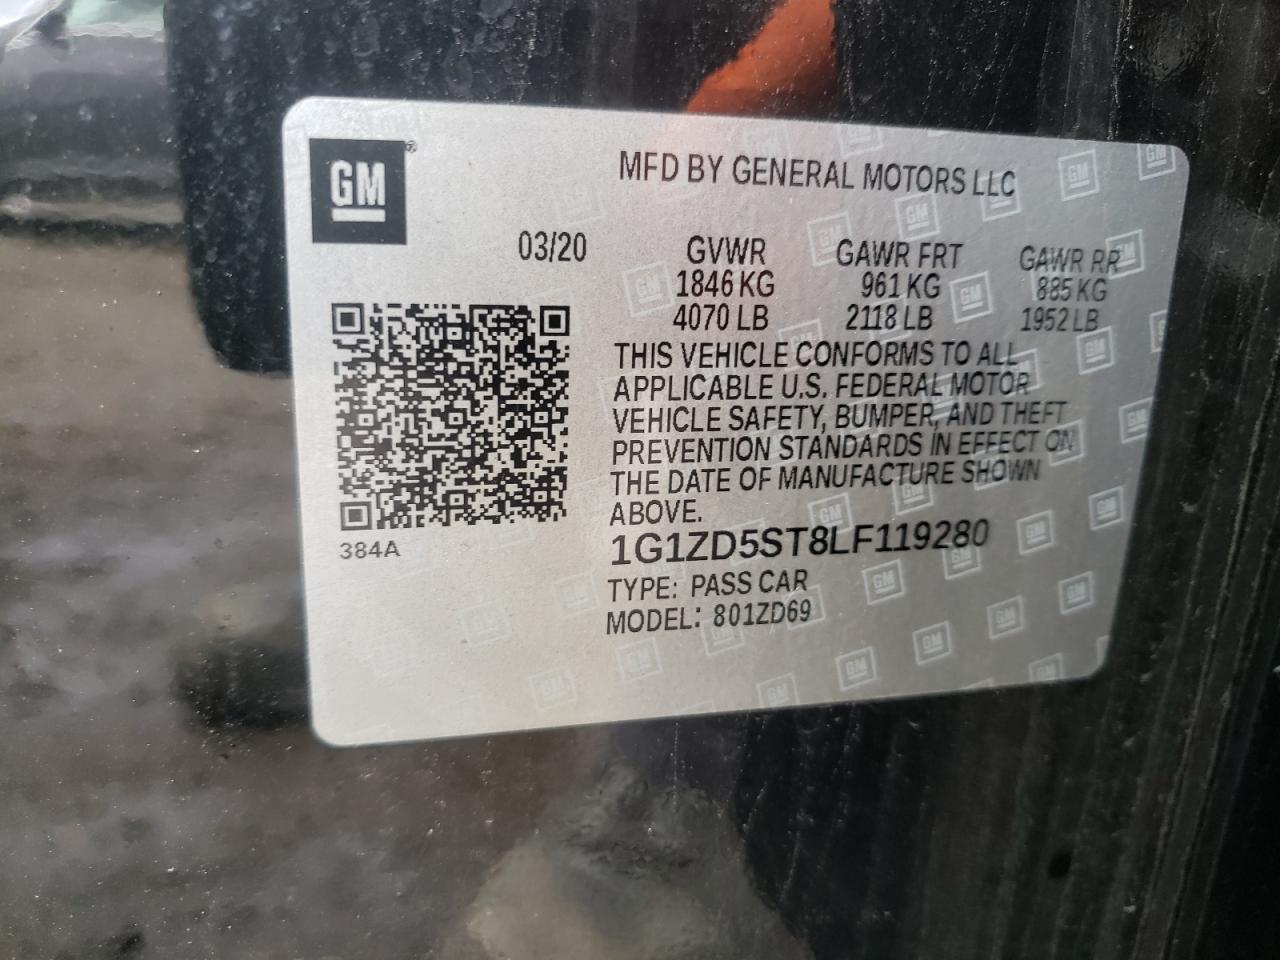 GM®
MFD BY GENERAL MOTORS LLC
03/20
GVWR GAWR FRT GAWR RR
1846 KG 961 KG 885 KG
4070 LB 2118 LB 1952 LB
THIS VEHICLE CONFORMS TO ALL
APPLICABLE U.S. FEDERAL MOTOR
VEHICLE SAFETY, BUMPER, AND THEFT
PREVENTION STANDARDS IN EFFECT ON
THE DATE OF MANUFACTURE SHOWN
ABOVE.
384A
1G1ZD5ST8LF119280
TYPE: PASS CAR
MODEL: 801ZD69